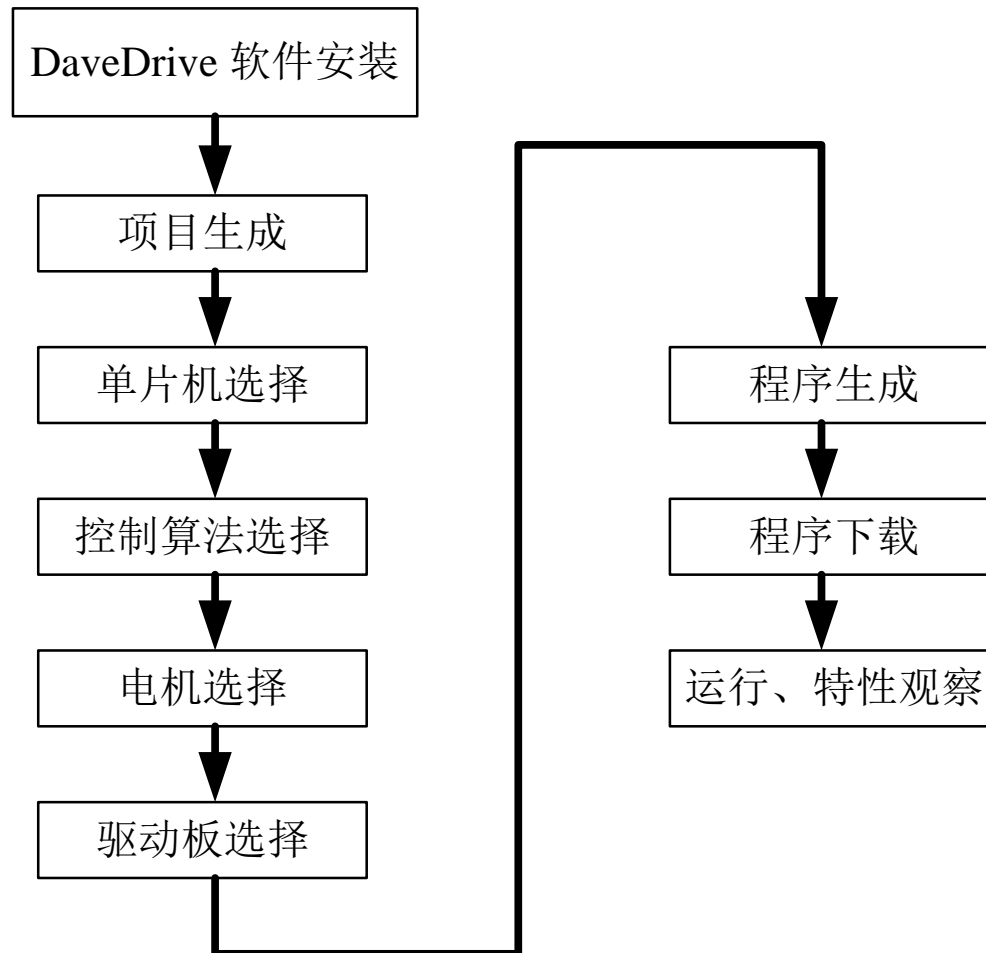 DaveDrive 软件安装
项目生成
单片机选择
控制算法选择
电机选择
驱动板选择
程序生成
程序下载
运行、特性观察